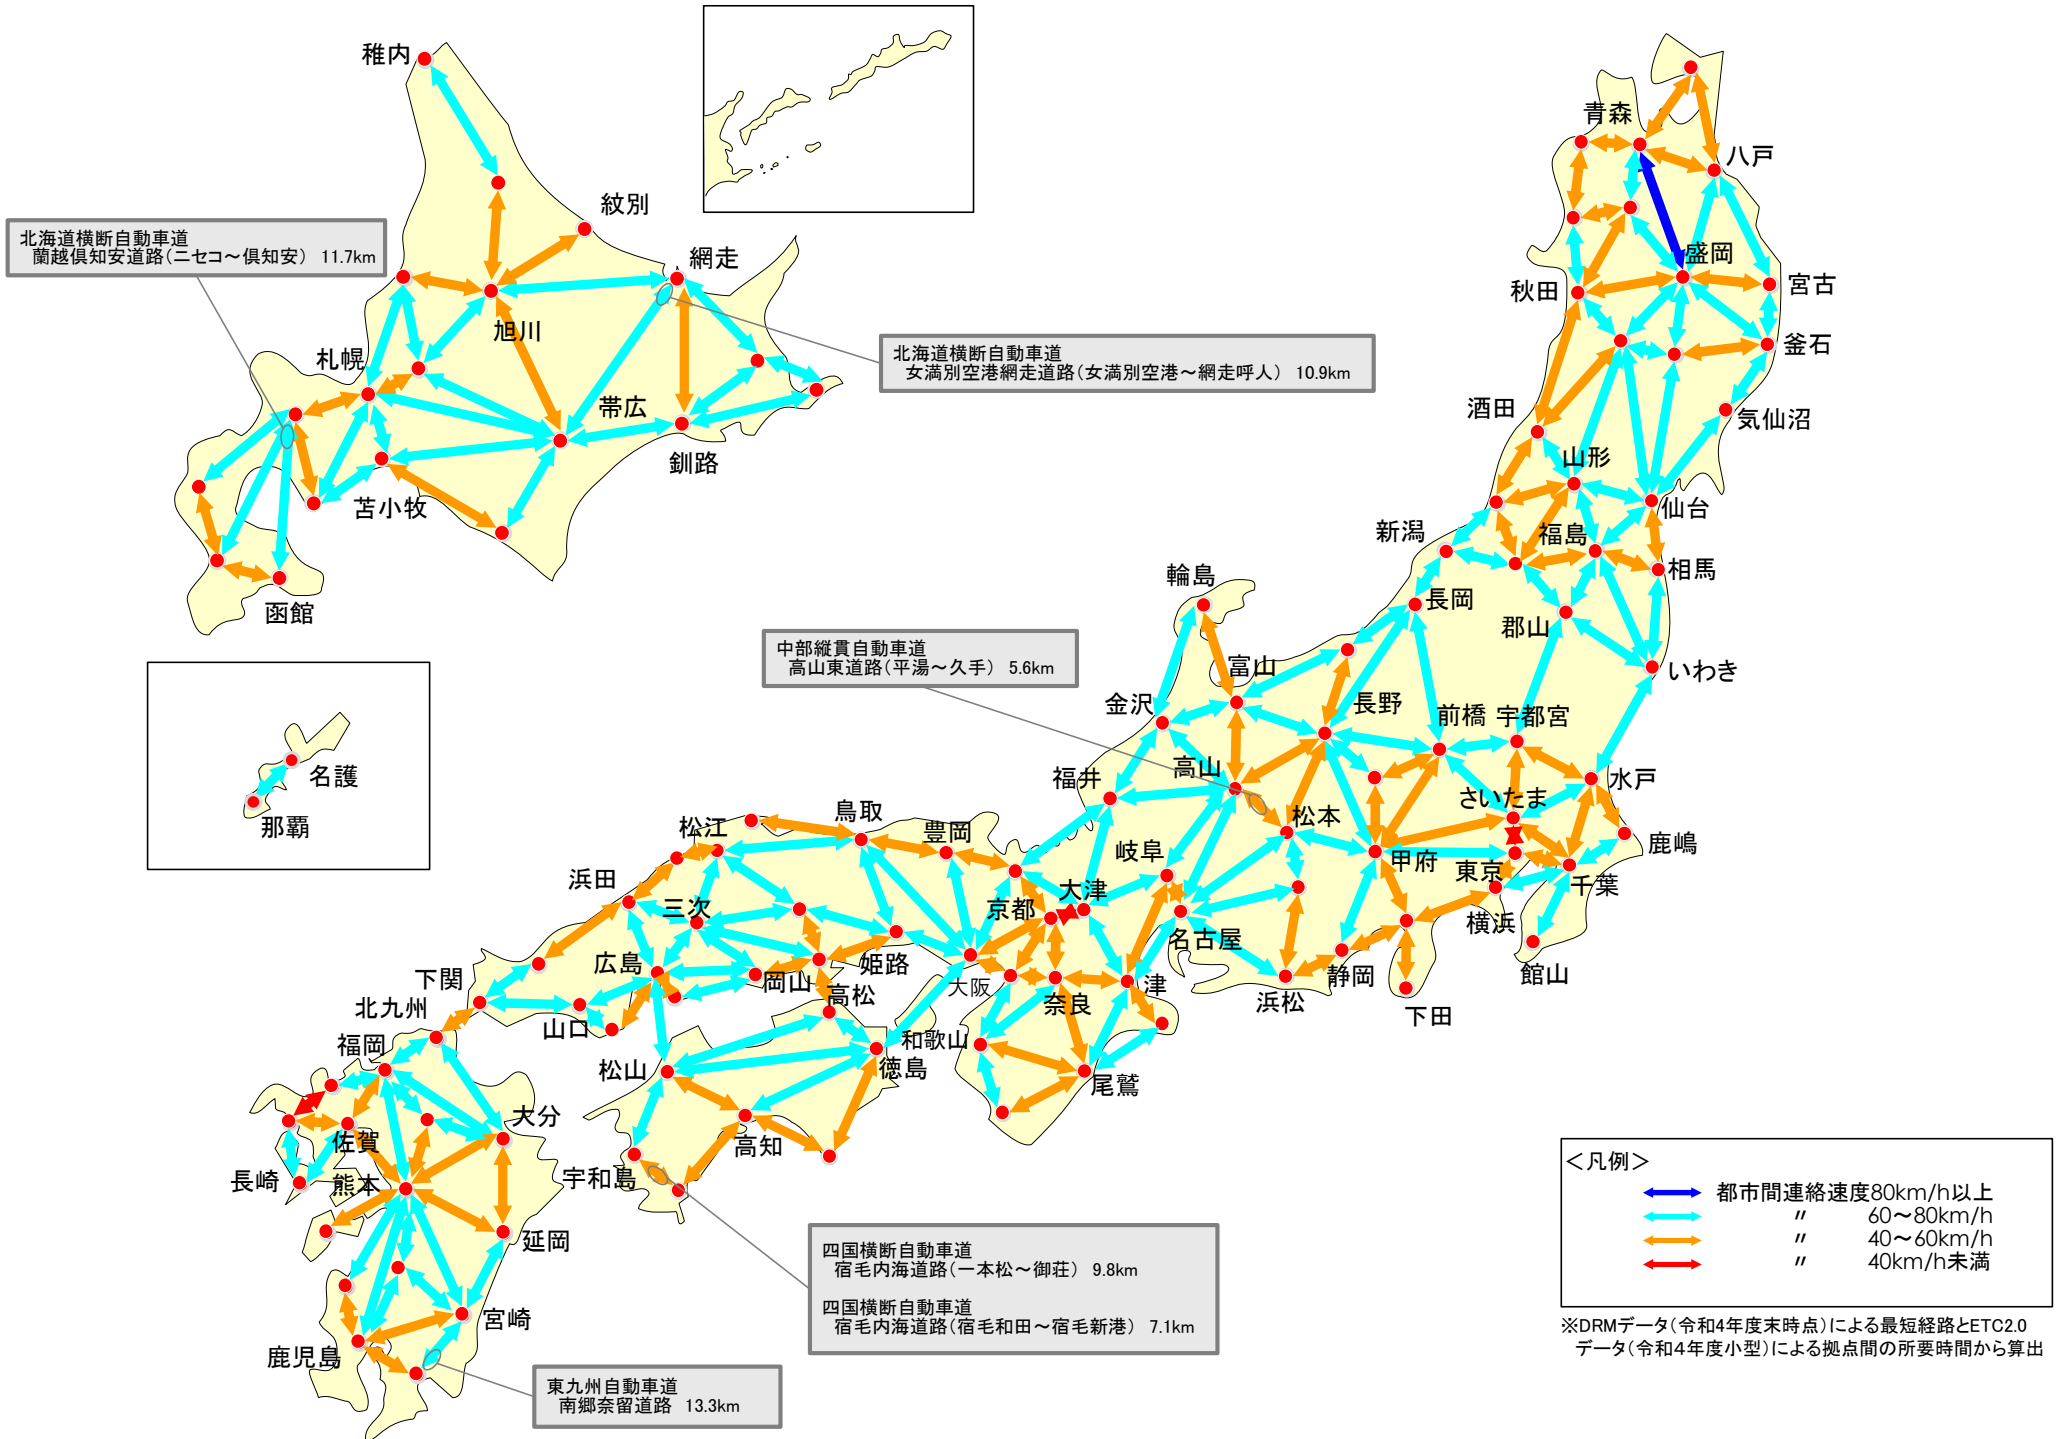 稚内
紋別
網走
北海道横断自動車道
蘭越倶知安道路(ニセコ～倶知安) 11.7km
旭川
札幌
北海道横断自動車道
女満別空港網走道路(女満別空港～網走呼人) 10.9km
帯広
釧路
苫小牧
函館
青森
八戸
盛岡
秋田
宮古
釜石
酒田
気仙沼
山形
仙台
新潟
福島
相馬
輪島
長岡
郡山
いわき
中部縦貫自動車道
高山東道路(平湯～久手) 5.6km
富山
金沢
長野
前橋
宇都宮
名護
那覇
福井
高山
水戸
さいたま
松江
鳥取
豊岡
松本
岐阜
甲府
東京
鹿嶋
千葉
浜田
三次
大津
京都
横浜
名古屋
館山
下関
広島
姫路
岡山
大阪
静岡
浜松
下田
北九州
山口
高松
奈良
津
福岡
松山
和歌山
徳島
尾鷲
大分
佐賀
高知
長崎
熊本
宇和島
延岡
宮崎
鹿児島
四国横断自動車道
宿毛内海道路(一本松～御荘) 9.8km
四国横断自動車道
宿毛内海道路(宿毛和田～宿毛新港) 7.1km
東九州自動車道
南郷奈留道路 13.3km
＜凡例＞
都市間連絡速度80km/h以上
〃 60～80km/h
〃 40～60km/h
〃 40km/h未満
※DRMデータ(令和4年度末時点)による最短経路とETC2.0
データ(令和4年度小型)による拠点間の所要時間から算出